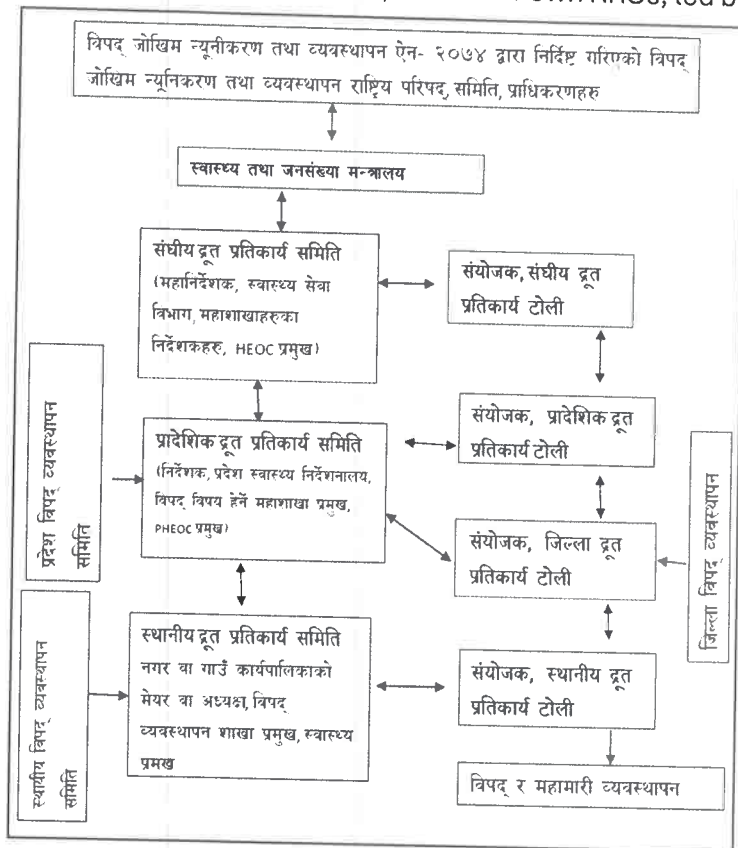 विपद् जोखिम न्यूनीकरण तथा व्यवस्थापन ऐन- २०७४ द्वारा निर्दिष्ट गरिएको विपद्
जोखिम न्यूनिकरण तथा व्यवस्थापन राष्ट्रिय परिषद्, समिति, प्राधिकरणहरु
स्वास्थ्य तथा जनसंख्या मन्त्रालय
संघीय द्रूत प्रतिकार्य समिति
(महानिर्देशक, स्वास्थ्य सेवा
विभाग, महाशाखाहरुका
निर्देशकहरु, HEOC प्रमुख)
संयोजक, संघीय द्रूत
प्रतिकार्य टोली
प्रादेशिक द्रूत प्रतिकार्य समिति
(निर्देशक, प्रदेश स्वास्थ्य निर्देशनालय,
विपद् विषय हेर्ने महाशाखा प्रमुख,
PHEOC प्रमुख)
संयोजक, प्रादेशिक द्रूत
प्रतिकार्य टोली
प्रदेश विपद् व्यवस्थापन
समिति
संयोजक, जिल्ला द्रूत
प्रतिकार्य टोली
जिल्ला विपद् व्यवस्थापन
स्थानीय द्रूत प्रतिकार्य समिति
नगर वा गाउँ कार्यपालिकाको
मेयर वा अध्यक्ष, विपद्
व्यवस्थापन शाखा प्रमुख, स्वास्थ्य
प्रमख
संयोजक, स्थानीय द्रूत
प्रतिकार्य टोली
स्थायीय विपद् व्यवस्थापन
समिति
विपद् र महामारी व्यवस्थापन